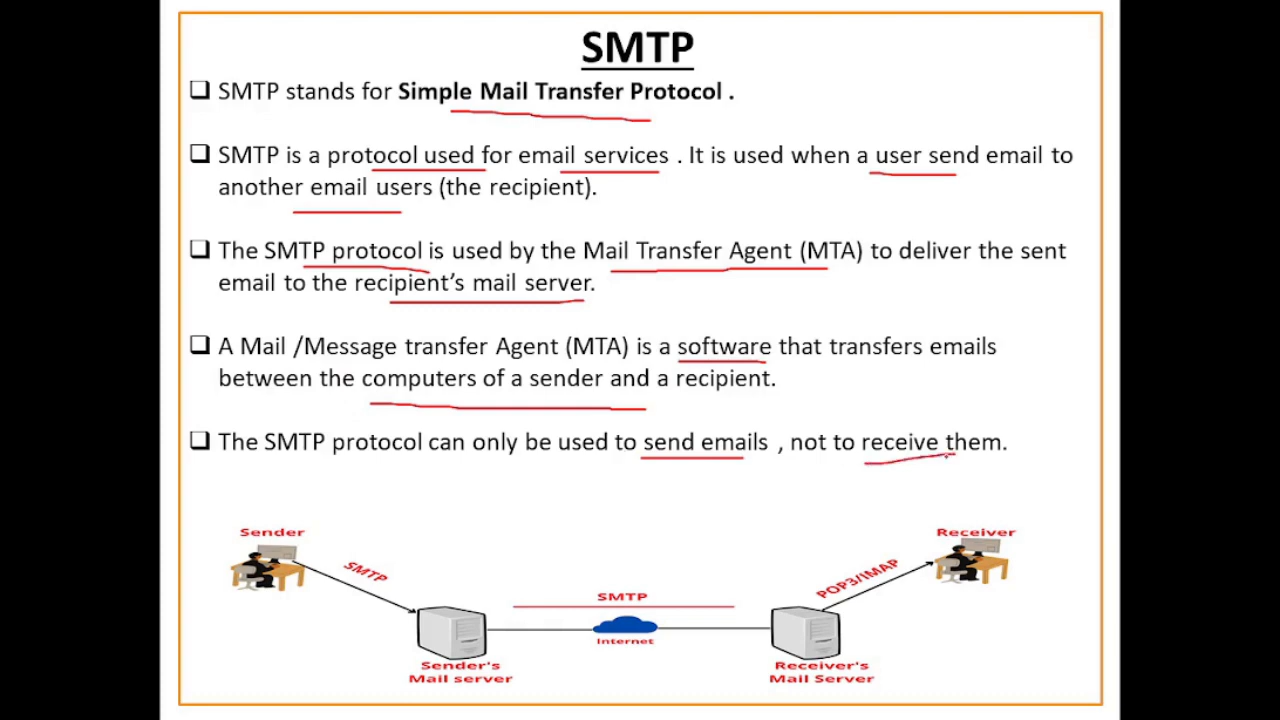 SMTP
❑ SMTP stands for Simple Mail Transfer Protocol .
❑ SMTP is a protocol used for email services . It is used when a user send email to
another email users (the recipient).
❑ The SMTP protocol is used by the Mail Transfer Agent (MTA) to deliver the sent
email to the recipient’s mail server.
❑ A Mail /Message transfer Agent (MTA) is a software that transfers emails
between the computers of a sender and a recipient.
❑ The SMTP protocol can only be used to send emails , not to receive them.
Sender
Receiver
SMTP
POP3/IMAP
SMTP
Internet
Sender's
Mail server
Receiver's
Mail Server